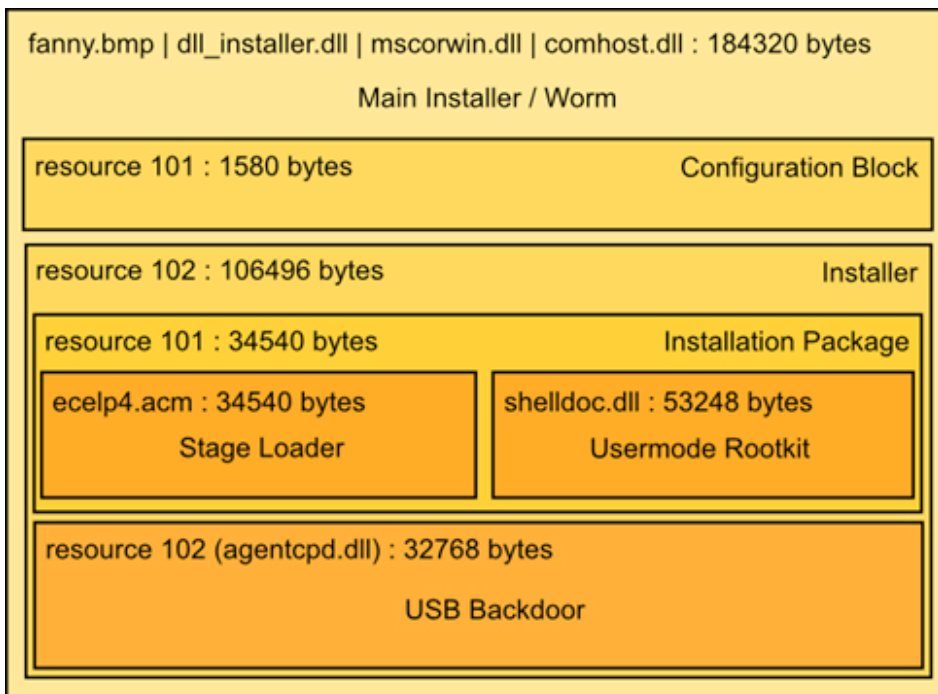 fanny.bmp | dll_installer.dll | mscorwin.dll | comhost.dll : 184320 bytes
Main Installer / Worm
resource 101 : 1580 bytes Configuration Block
resource 102 : 106496 bytes Installer
resource 101 : 34540 bytes Installation Package
ecelp4.acm : 34540 bytes
Stage Loader
shelldoc.dll : 53248 bytes
Usermode Rootkit
resource 102 (agentcpd.dll) : 32768 bytes
USB Backdoor